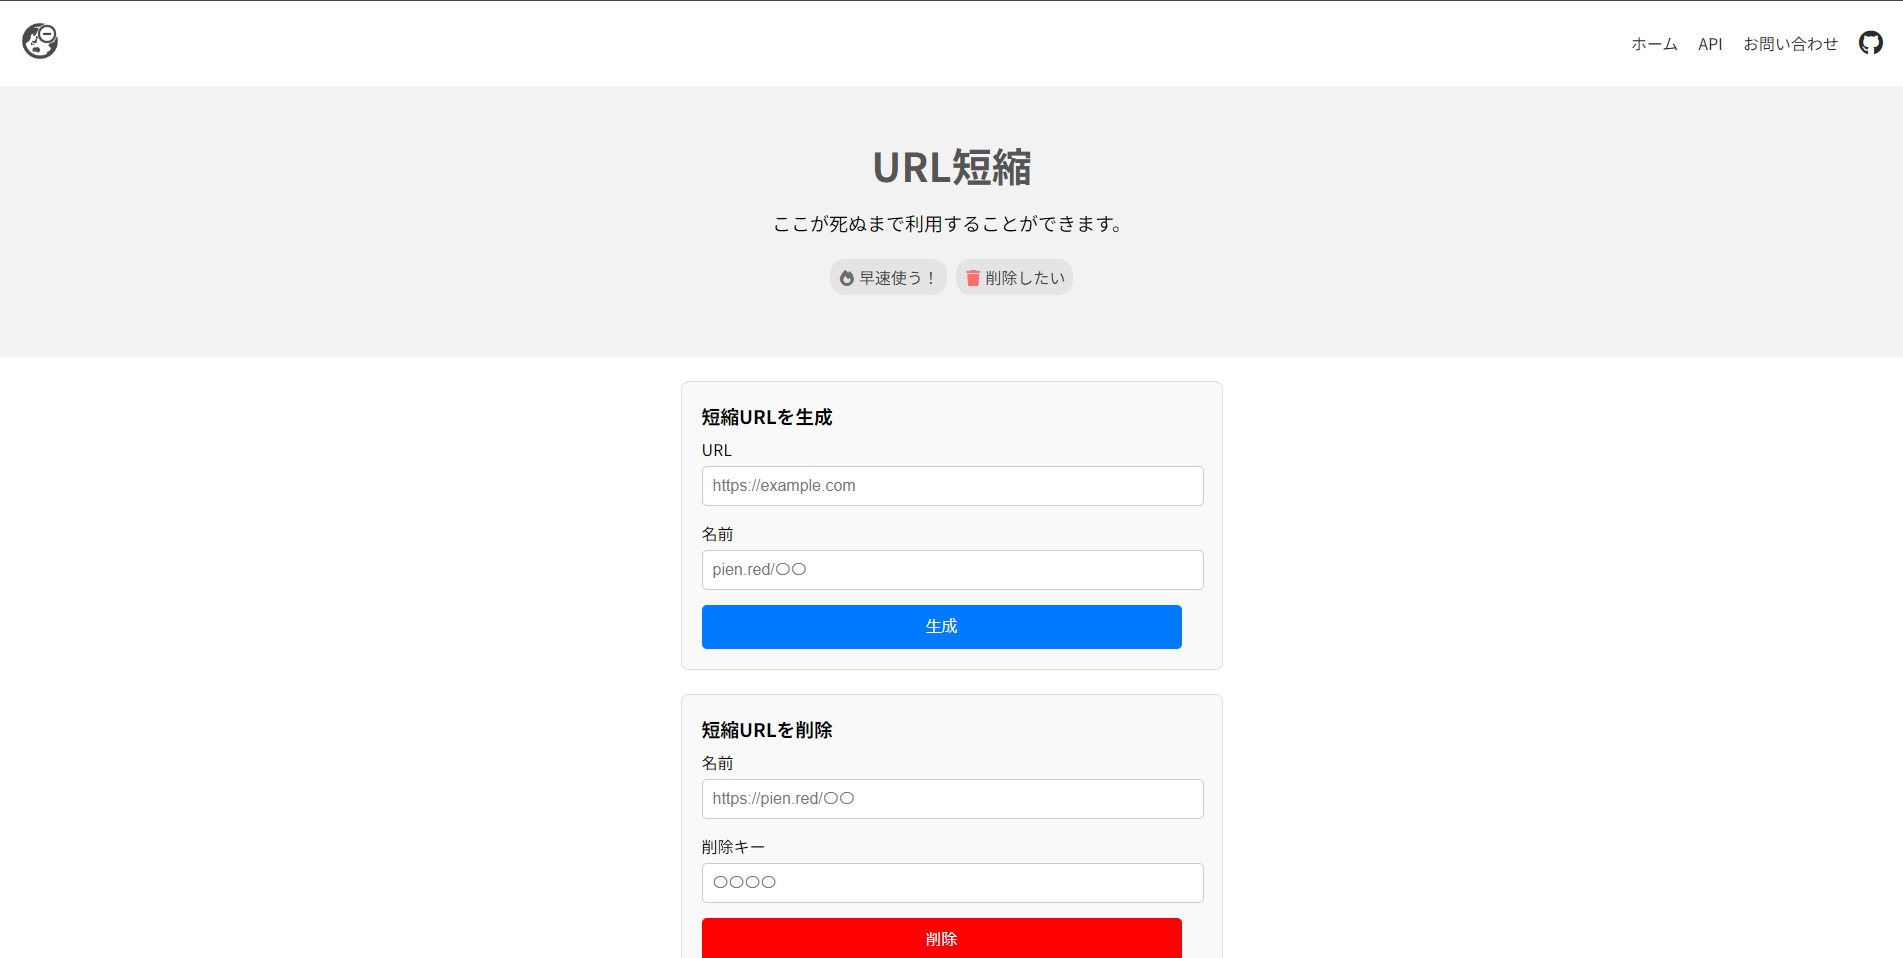 ホーム API お問い合わせ
URL短縮
ここが死ぬまで利用することができます。
早速使う！ 削除したい
短縮URLを生成
URL
https://example.com
名前
pien.red/〇〇
生成
短縮URLを削除
名前
https://pien.red/〇〇
削除キー
〇〇〇〇
削除